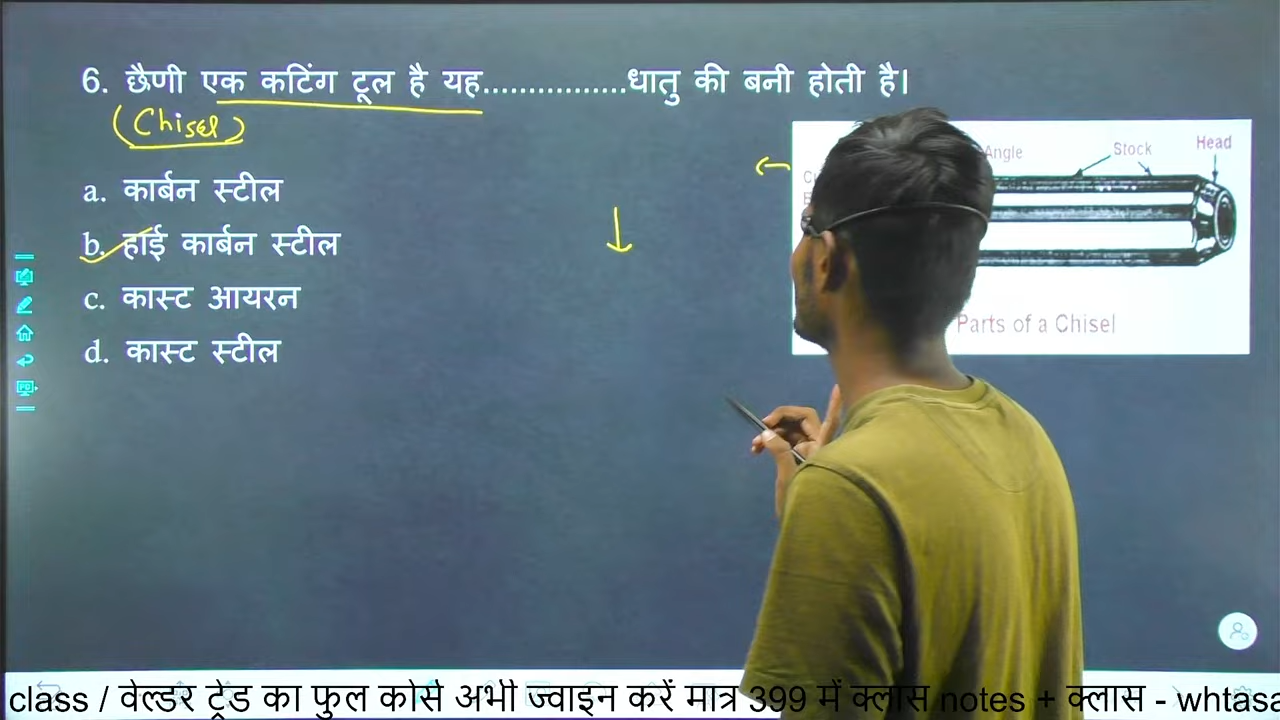 6. छैणी एक कटिंग टूल है यह................धातु की बनी होती है।
(Chisel)
a. कार्बन स्टील
b. हाई कार्बन स्टील
c. कास्ट आयरन
d. कास्ट स्टील
Angle
Stock
Head
Parts of a Chisel
class / वेल्डर ट्रेड का फुल कोर्स अभी ज्वाइन करें मात्र 399 में क्लास notes + क्लास - whtasa